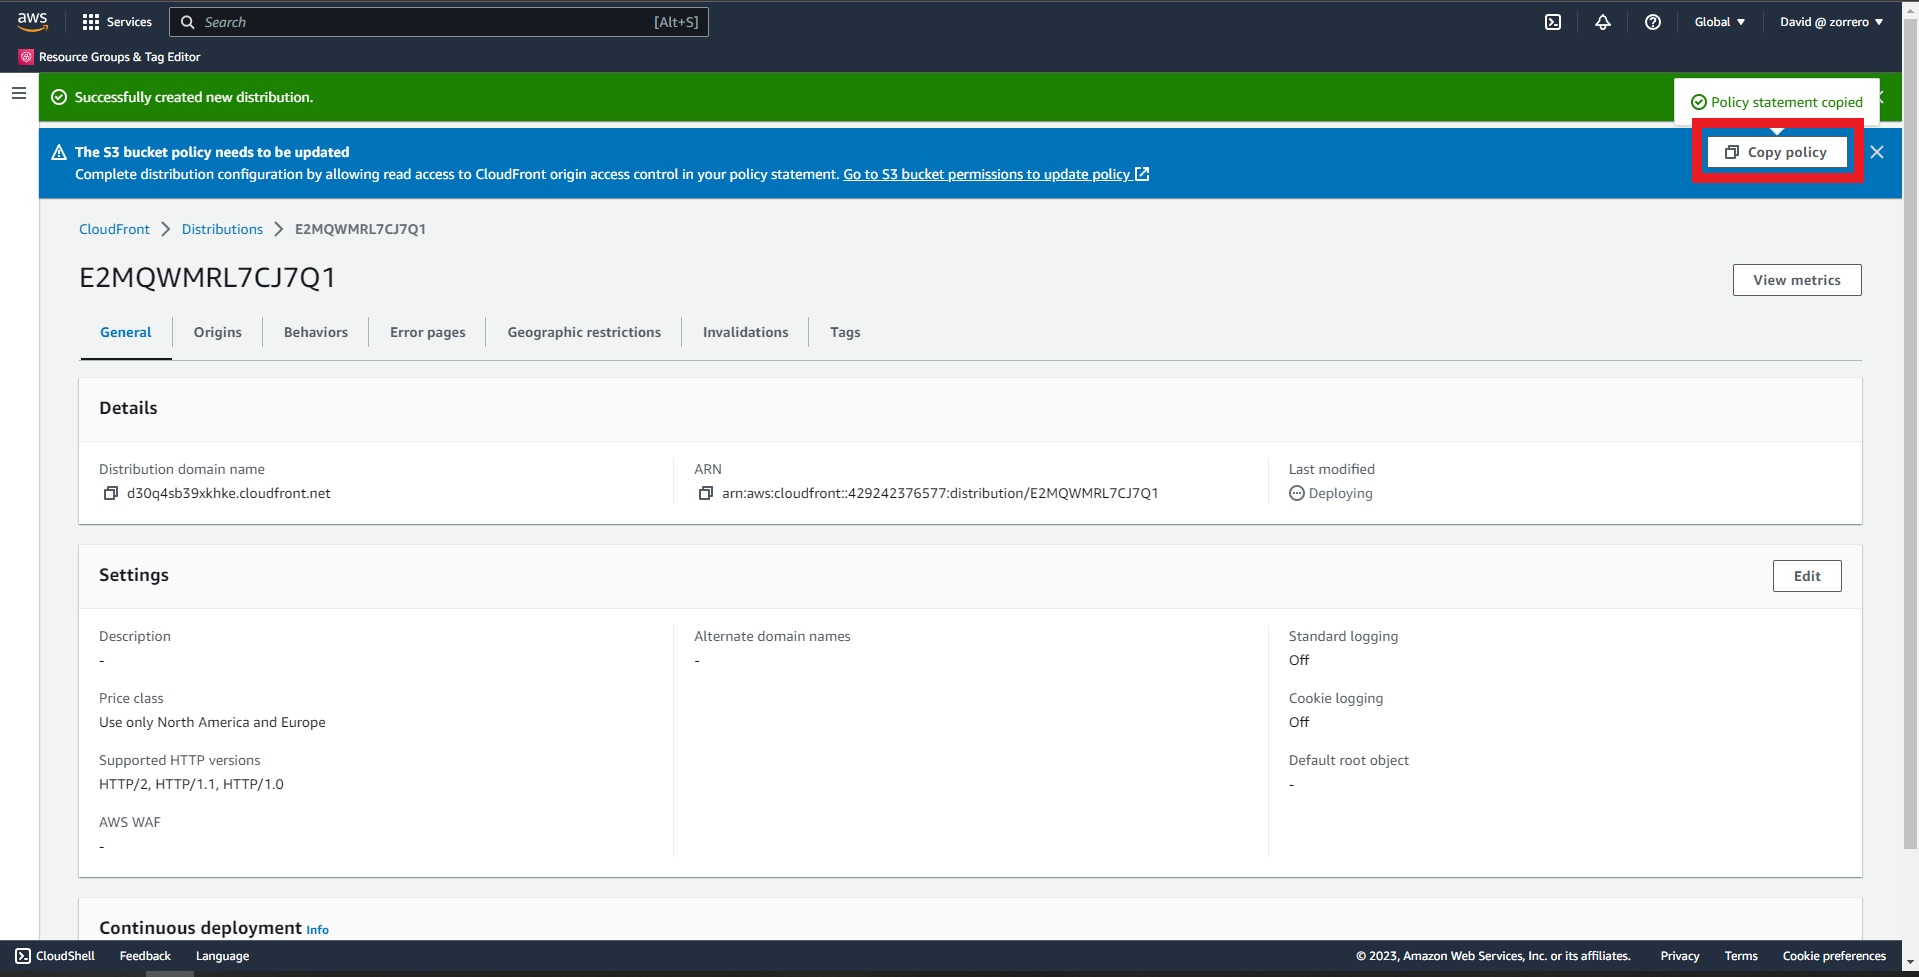 aws
Services
Search
[Alt+S]
Global
David @ zorrero
Resource Groups & Tag Editor
Successfully created new distribution.
Policy statement copied
The S3 bucket policy needs to be updated
Complete distribution configuration by allowing read access to CloudFront origin access control in your policy statement. Go to S3 bucket permissions to update policy
Copy policy
CloudFront
Distributions
E2MQWMRL7CJ7Q1
E2MQWMRL7CJ7Q1
View metrics
General
Origins
Behaviors
Error pages
Geographic restrictions
Invalidations
Tags
Details
Distribution domain name
d30q4sb39xkhke.cloudfront.net
ARN
arn:aws:cloudfront::429242376577:distribution/E2MQWMRL7CJ7Q1
Last modified
Deploying
Settings
Edit
Description
-
Price class
Use only North America and Europe
Supported HTTP versions
HTTP/2, HTTP/1.1, HTTP/1.0
AWS WAF
-
Alternate domain names
-
Standard logging
Off
Cookie logging
Off
Default root object
-
Continuous deployment Info
CloudShell
Feedback
Language
© 2023, Amazon Web Services, Inc. or its affiliates.
Privacy
Terms
Cookie preferences